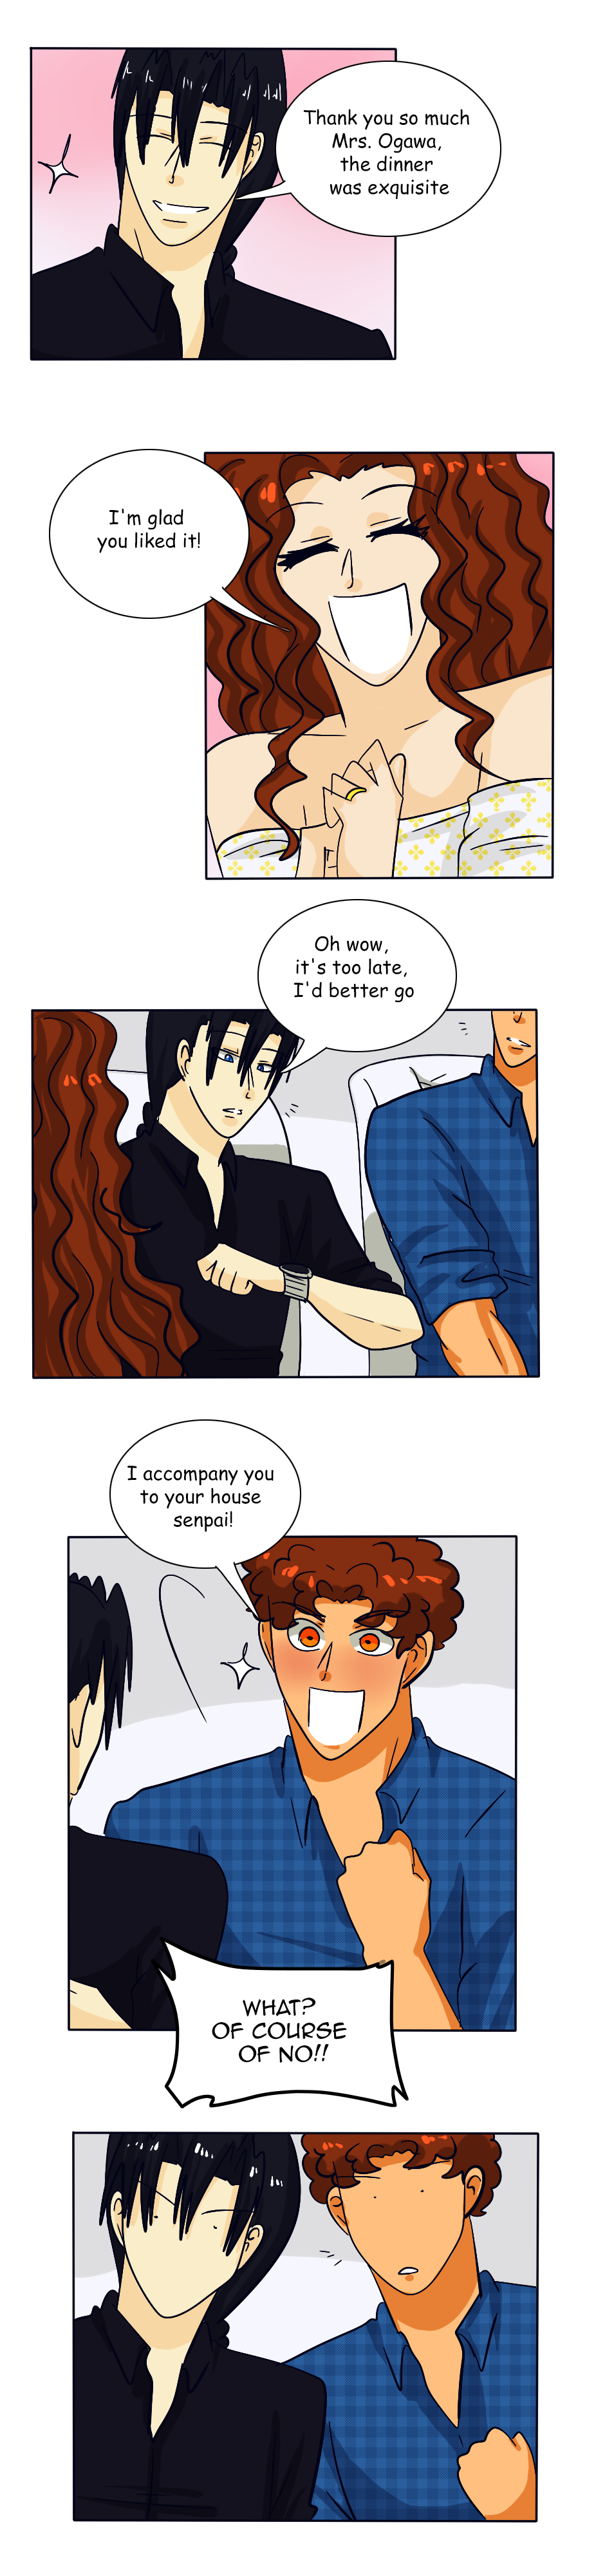 Thank you so much
Mrs. Ogawa,
the dinner
was exquisite
I'm glad
you liked it!
Oh wow,
it's too late,
I'd better go
I accompany you
to your house
senpai!
WHAT?
OF COURSE
OF NO!!